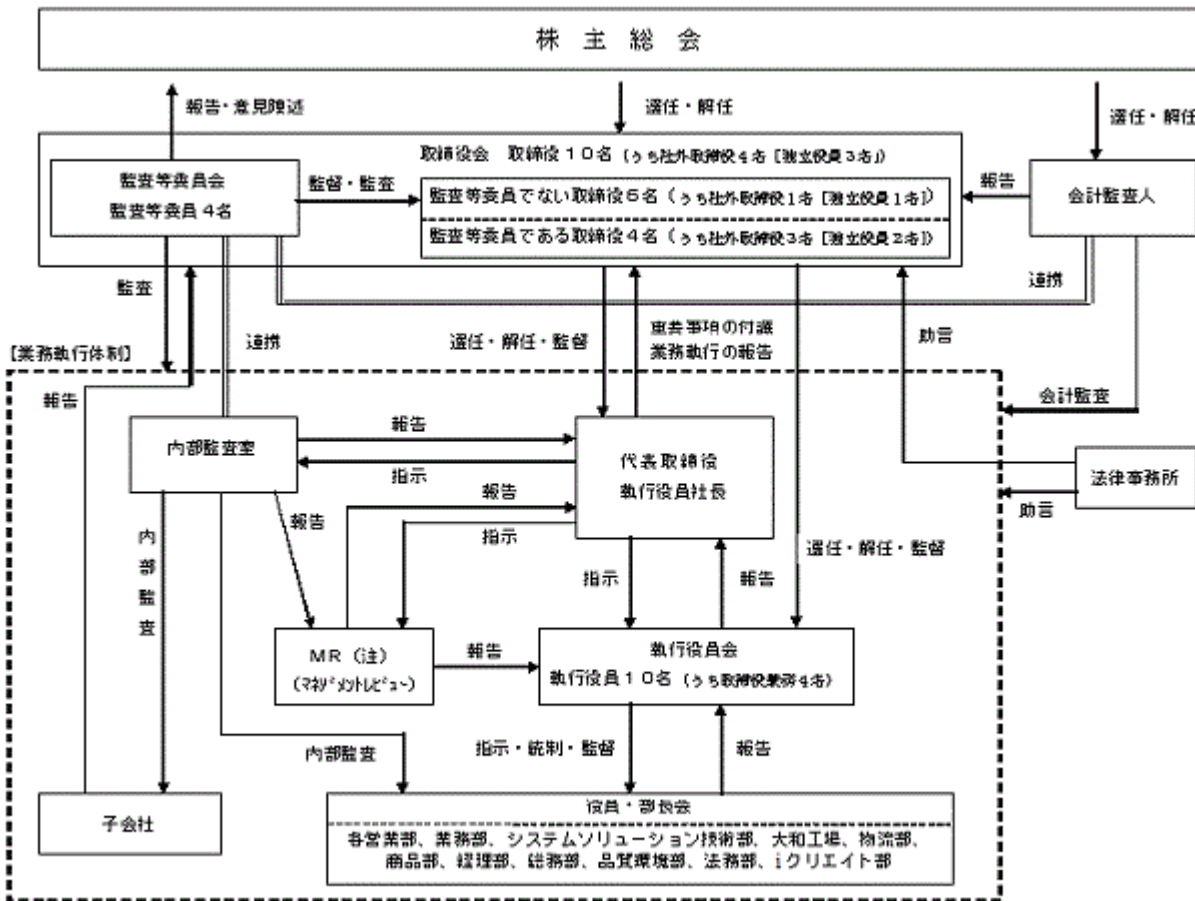 株主総会
報告・意見陳述
選任・解任
選任・解任
取締役会 取締役10名(うち社外取締役4名[独立役員3名])
監査等委員会
監査等委員4名
監督・監査
監査等委員でない取締役6名(うち社外取締役1名[独立役員1名])
監査等委員である取締役4名(うち社外取締役3名[独立役員2名])
報告
会計監査人
監査
連携
連携
選任・解任・監督
重要事項の付議
業務執行の報告
助言
【業務執行体制】
報告
会計監査
内部監査室
報告
指示
代表取締役
執行役員社長
法律事務所
助言
報告
報告
指示
内部監査
選任・解任・監督
指示
報告
MR(注)
(マネジメントレビュー)
報告
執行役員会
執行役員10名(うち取締役兼務4名)
内部監査
指示・統制・監督
報告
子会社
役員・部長会
各営業部、業務部、システムソリューション技術部、大和工場、物流部、
商品部、経理部、総務部、品質環境部、法務部、iクリエイト部